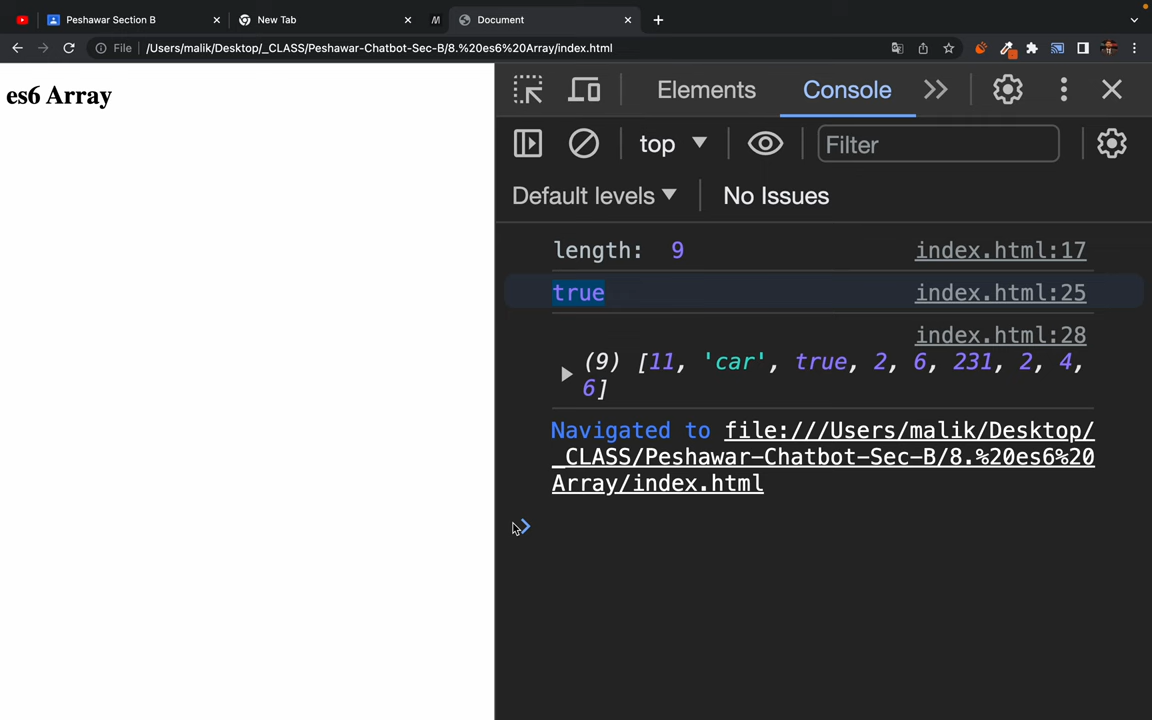 Peshawar Section B
New Tab
Document
File
/Users/malik/Desktop/_CLASS/Peshawar-Chatbot-Sec-B/8.%20es6%20Array/index.html
es6 Array
Elements
Console
top
Filter
Default levels
No Issues
length: 9 index.html:17
true index.html:25
index.html:28
(9) [11, 'car', true, 2, 6, 231, 2, 4,
6]
Navigated to file:///Users/malik/Desktop/
_CLASS/Peshawar-Chatbot-Sec-B/8.%20es6%20
Array/index.html